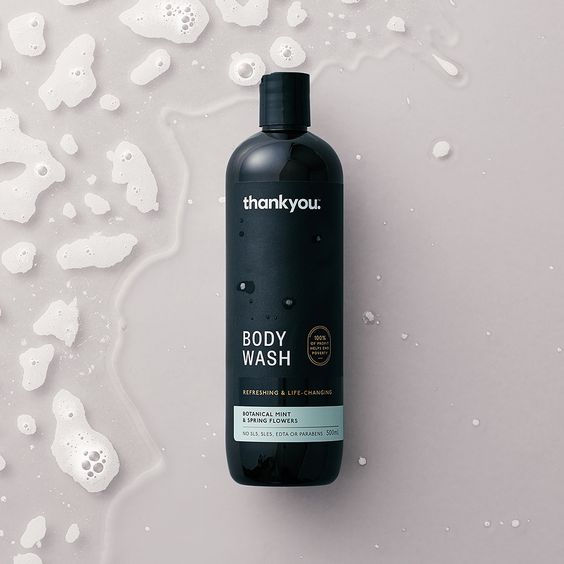 thankyou.
BODY
WASH
100%
OF PROFIT
HELPS END
POVERTY
REFRESHING & LIFE-CHANGING
BOTANICAL MINT
& SPRING FLOWERS
NO SLS, SLES, EDTA OR PARABENS 500mL